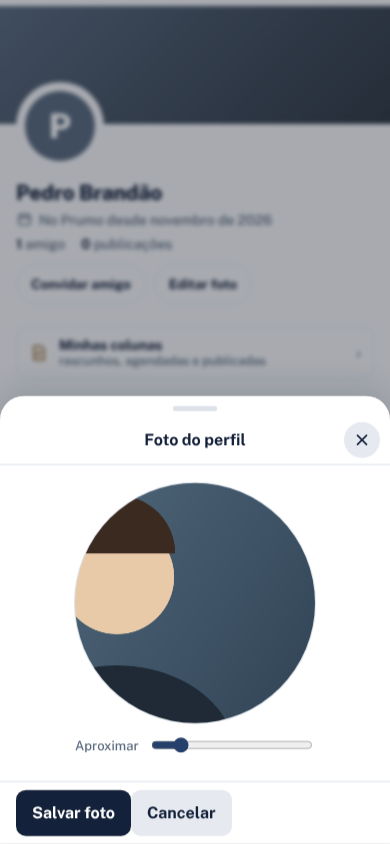 P
Pedro Brandão
No Prumo desde novembro de 2026
1 amigo 0 publicações
Convidar amigo Editar foto
Minhas colunas
rascunhos, agendadas e publicadas
Foto do perfil
Aproximar
Salvar foto Cancelar